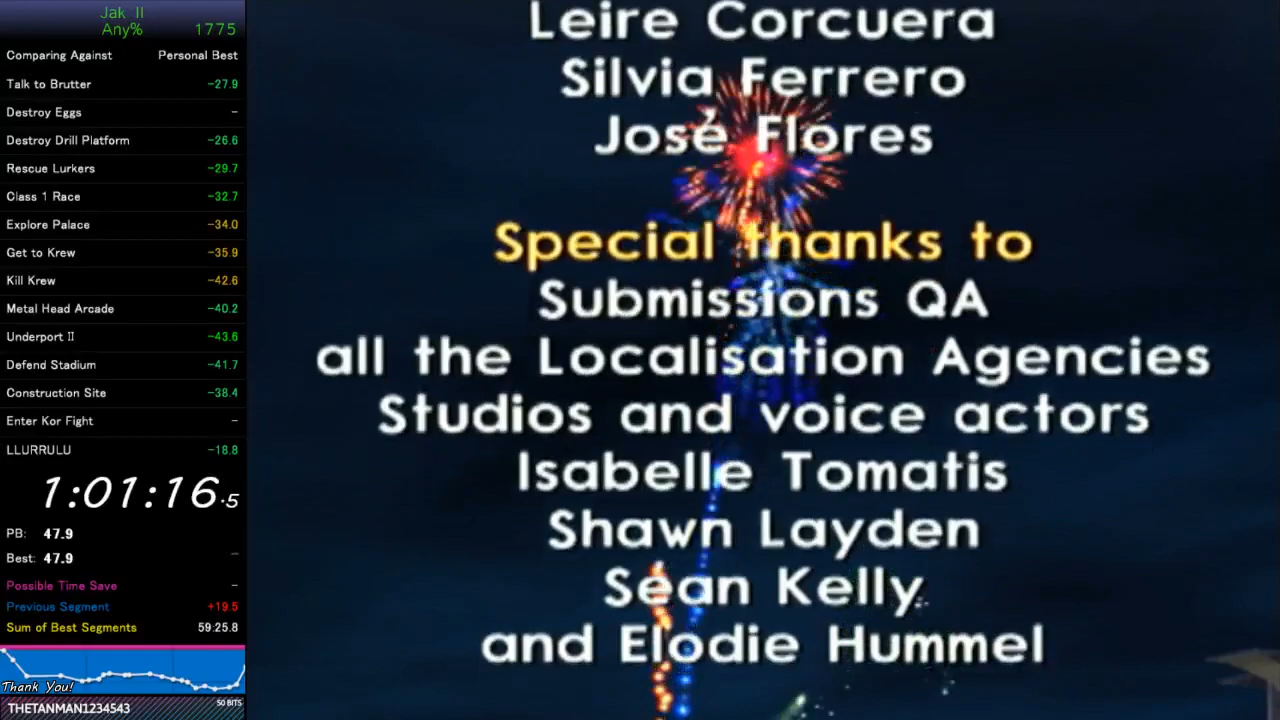 Jak II
Any% 1775
Comparing Against Personal Best
Talk to Brutter -27.9
Destroy Eggs -
Destroy Drill Platform -26.6
Rescue Lurkers -29.7
Class 1 Race -32.7
Explore Palace -34.0
Get to Krew -35.9
Kill Krew -42.6
Metal Head Arcade -40.2
Underport II -43.6
Defend Stadium -41.7
Construction Site -38.4
Enter Kor Fight -
LLURRULU -18.8
1:01:16.5
PB: 47.9
Best: 47.9 -
Possible Time Save -
Previous Segment +19.5
Sum of Best Segments 59:25.8
Thank You!
THETANMAN1234543 50 BITS
Leire Corcuera
Silvia Ferrero
José Flores
Special thanks to
Submissions QA
all the Localisation Agencies
Studios and voice actors
Isabelle Tomatis
Shawn Layden
Sean Kelly
and Elodie Hummel